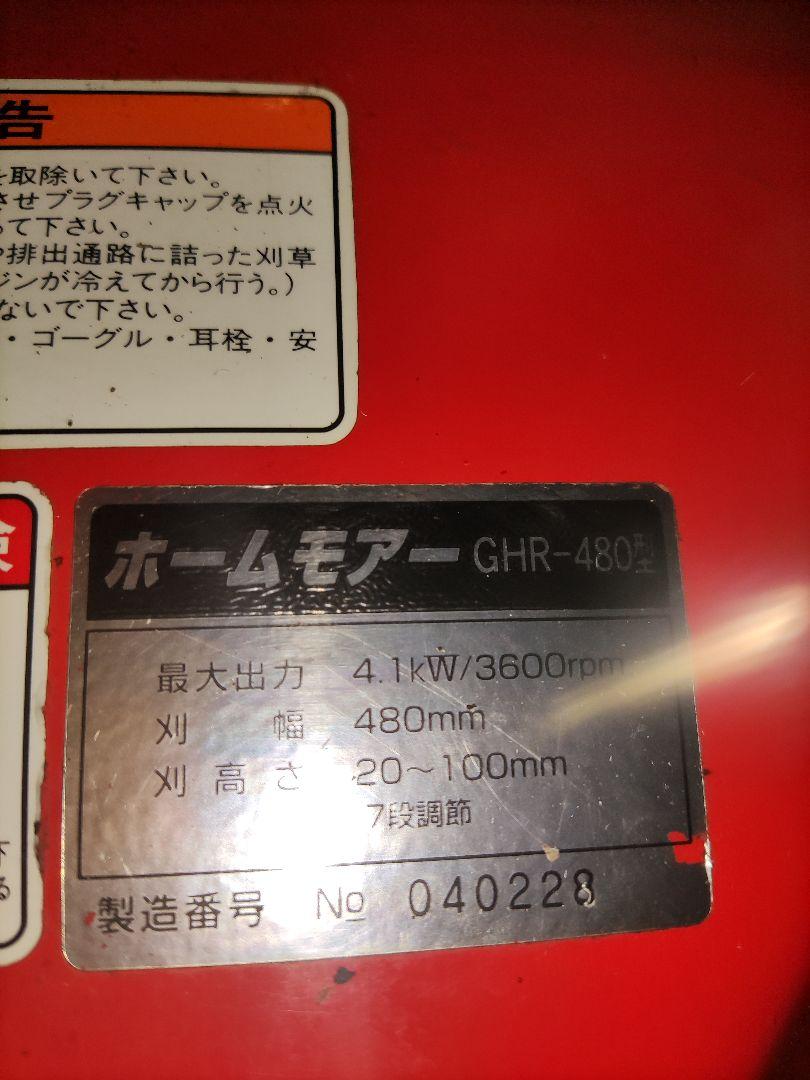 告
を取除いて下さい。
させプラグキャップを点火
って下さい。
や排出通路に詰った刈草
ジンが冷えてから行う。)
ないで下さい。
・ゴーグル・耳栓・安
ホームモアー GHR-480型
最大出力 4.1kW/3600rpm
刈幅 480mm
刈高さ 20～100mm
7段調節
製造番号 No 040228
る